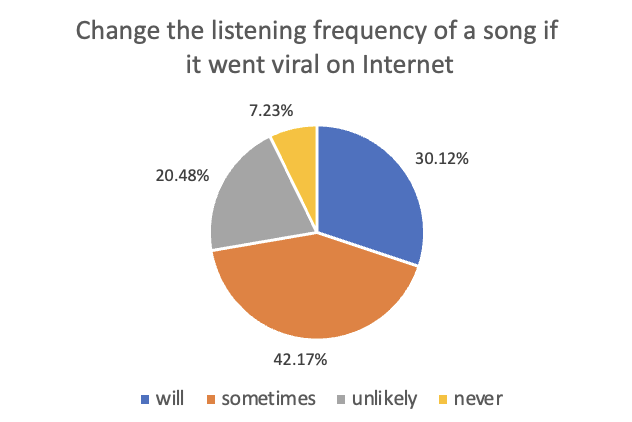 Change the listening frequency of a song if
it went viral on Internet
7.23%
30.12%
20.48%
42.17%
will sometimes unlikely never